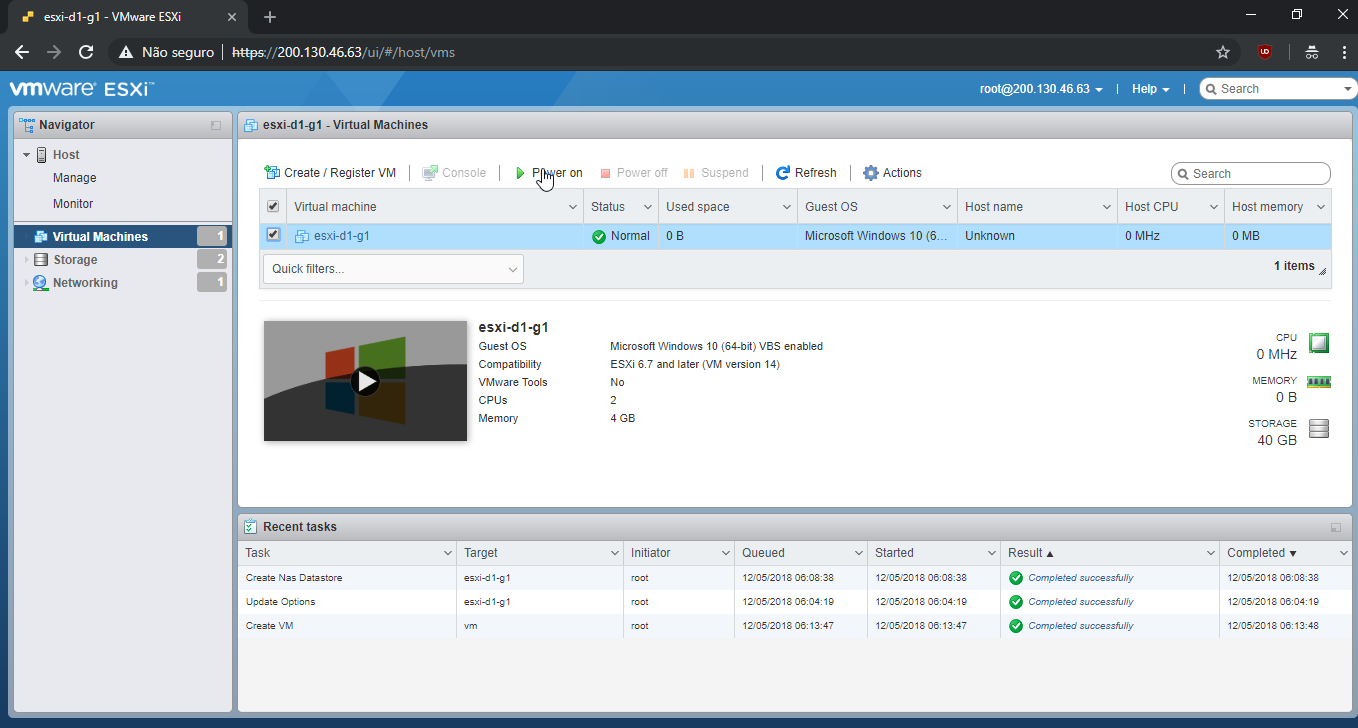 esxi-d1-g1 - VMware ESXi
Não seguro https://200.130.46.63/ui/#/host/vms
vmware ESXi™ root@200.130.46.63 Help Search
Navigator
Host
Manage
Monitor
Virtual Machines 1
Storage 2
Networking 1
esxi-d1-g1 - Virtual Machines
Create / Register VM Console Power on Power off Suspend Refresh Actions Search
Virtual machine Status Used space Guest OS Host name Host CPU Host memory
esxi-d1-g1 Normal 0 B Microsoft Windows 10 (6... Unknown 0 MHz 0 MB
Quick filters... 1 items
esxi-d1-g1
Guest OS Microsoft Windows 10 (64-bit) VBS enabled
Compatibility ESXi 6.7 and later (VM version 14)
VMware Tools No
CPUs 2
Memory 4 GB
CPU
0 MHz
MEMORY
0 B
STORAGE
40 GB
Recent tasks
Task Target Initiator Queued Started Result ▲ Completed ▼
Create Nas Datastore esxi-d1-g1 root 12/05/2018 06:08:38 12/05/2018 06:08:38 Completed successfully 12/05/2018 06:08:38
Update Options esxi-d1-g1 root 12/05/2018 06:04:19 12/05/2018 06:04:19 Completed successfully 12/05/2018 06:04:19
Create VM vm root 12/05/2018 06:13:47 12/05/2018 06:13:47 Completed successfully 12/05/2018 06:13:48